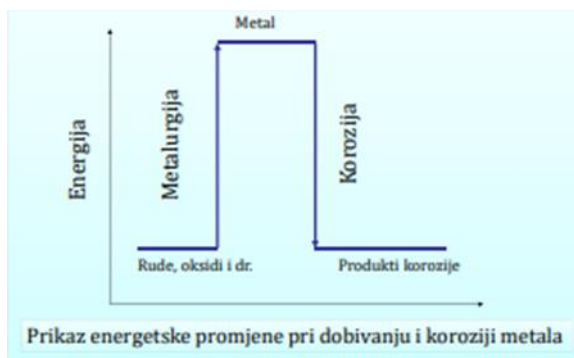 Metal
Energija
Metalurgija
Korozija
Rude, oksidi i dr.
Produkti korozije
Prikaz energetske promjene pri dobivanju i koroziji metala